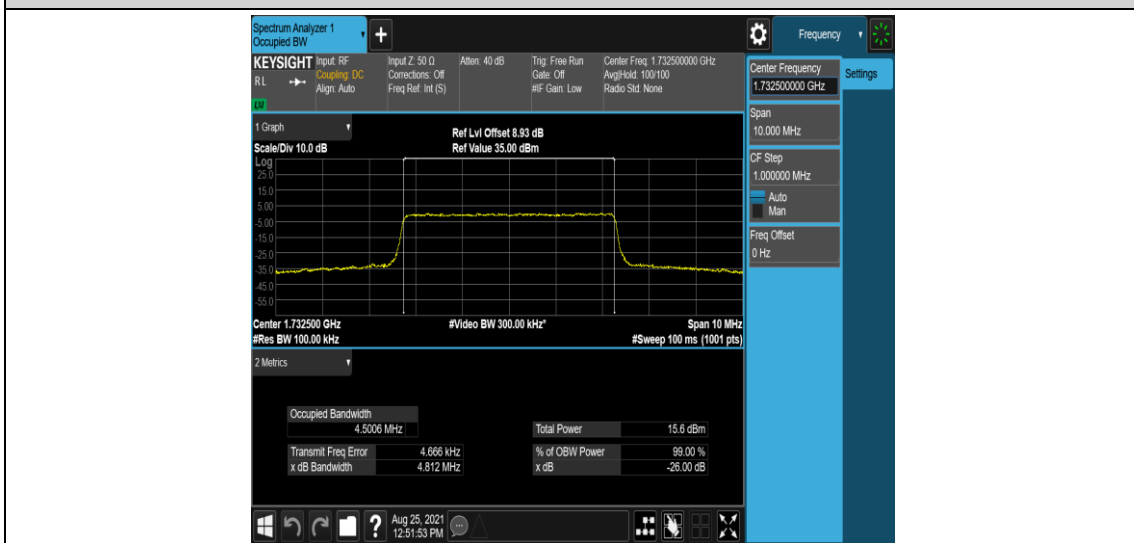 Spectrum Analyzer 1
Occupied BW
+
Frequency
KEYSIGHT Input: RF Input Z: 50 Ω Atten: 40 dB Trig: Free Run Center Freq: 1.732500000 GHz
RL Coupling: DC Corrections: Off Gate: Off Avg|Hold: 100/100
Align: Auto Freq Ref: Int (S) #IF Gain: Low Radio Std: None
LXI
Center Frequency
1.732500000 GHz
Settings
Span
10.000 MHz
CF Step
1.000000 MHz
Auto
Man
Freq Offset
0 Hz
1 Graph
Ref Lvl Offset 8.93 dB
Scale/Div 10.0 dB Ref Value 35.00 dBm
Log
25.0
15.0
5.00
-5.00
-15.0
-25.0
-35.0
-45.0
-55.0
Center 1.732500 GHz #Video BW 300.00 kHz* Span 10 MHz
#Res BW 100.00 kHz #Sweep 100 ms (1001 pts)
2 Metrics
Occupied Bandwidth
4.5006 MHz Total Power 15.6 dBm
Transmit Freq Error 4.666 kHz % of OBW Power 99.00 %
x dB Bandwidth 4.812 MHz x dB -26.00 dB
? Aug 25, 2021
12:51:53 PM